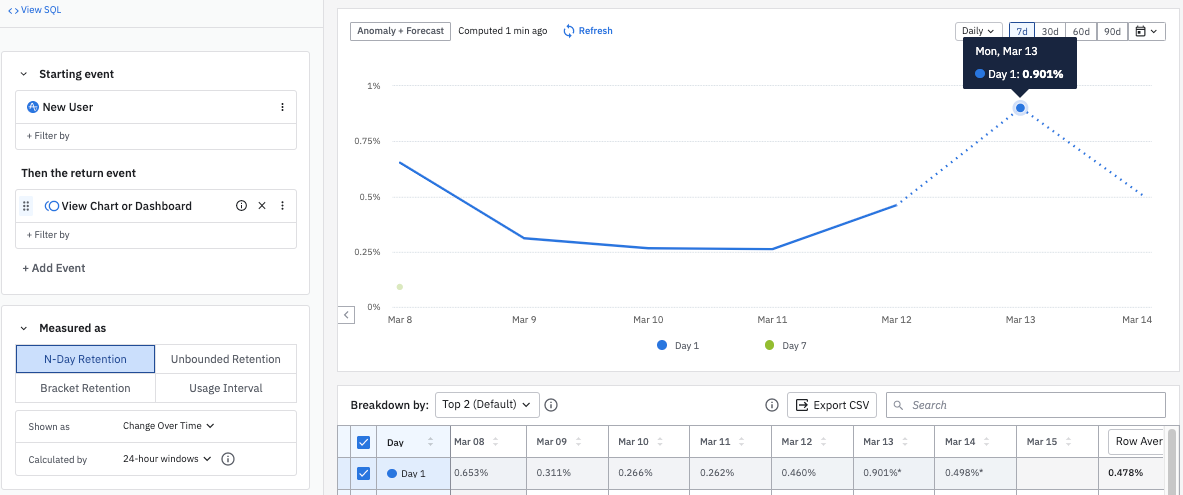 View SQL
Starting event
New User
+ Filter by
Then the return event
View Chart or Dashboard
+ Filter by
+ Add Event
Measured as
N-Day Retention
Unbounded Retention
Bracket Retention
Usage Interval
Shown as
Change Over Time
Calculated by
24-hour windows
Anomaly + Forecast
Computed 1 min ago
Refresh
Daily
7d
30d
60d
90d
Mon, Mar 13
Day 1: 0.901%
1%
0.75%
0.5%
0.25%
0%
Mar 8
Mar 9
Mar 10
Mar 11
Mar 12
Mar 13
Mar 14
Day 1
Day 7
Breakdown by:
Top 2 (Default)
Export CSV
Search
Day
Mar 08
Mar 09
Mar 10
Mar 11
Mar 12
Mar 13
Mar 14
Mar 15
Row Aver
Day 1
0.653%
0.311%
0.266%
0.262%
0.460%
0.901%*
0.498%*
0.478%